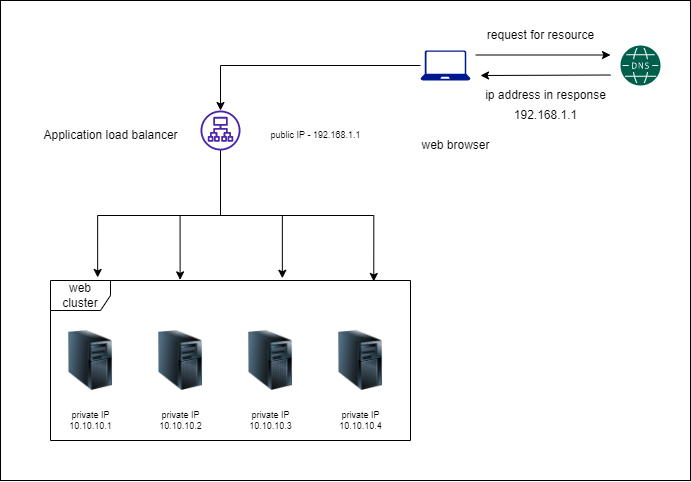 request for resource
DNS
ip address in response
192.168.1.1
Application load balancer
public IP - 192.168.1.1
web browser
web
cluster
private IP
10.10.10.1
private IP
10.10.10.2
private IP
10.10.10.3
private IP
10.10.10.4